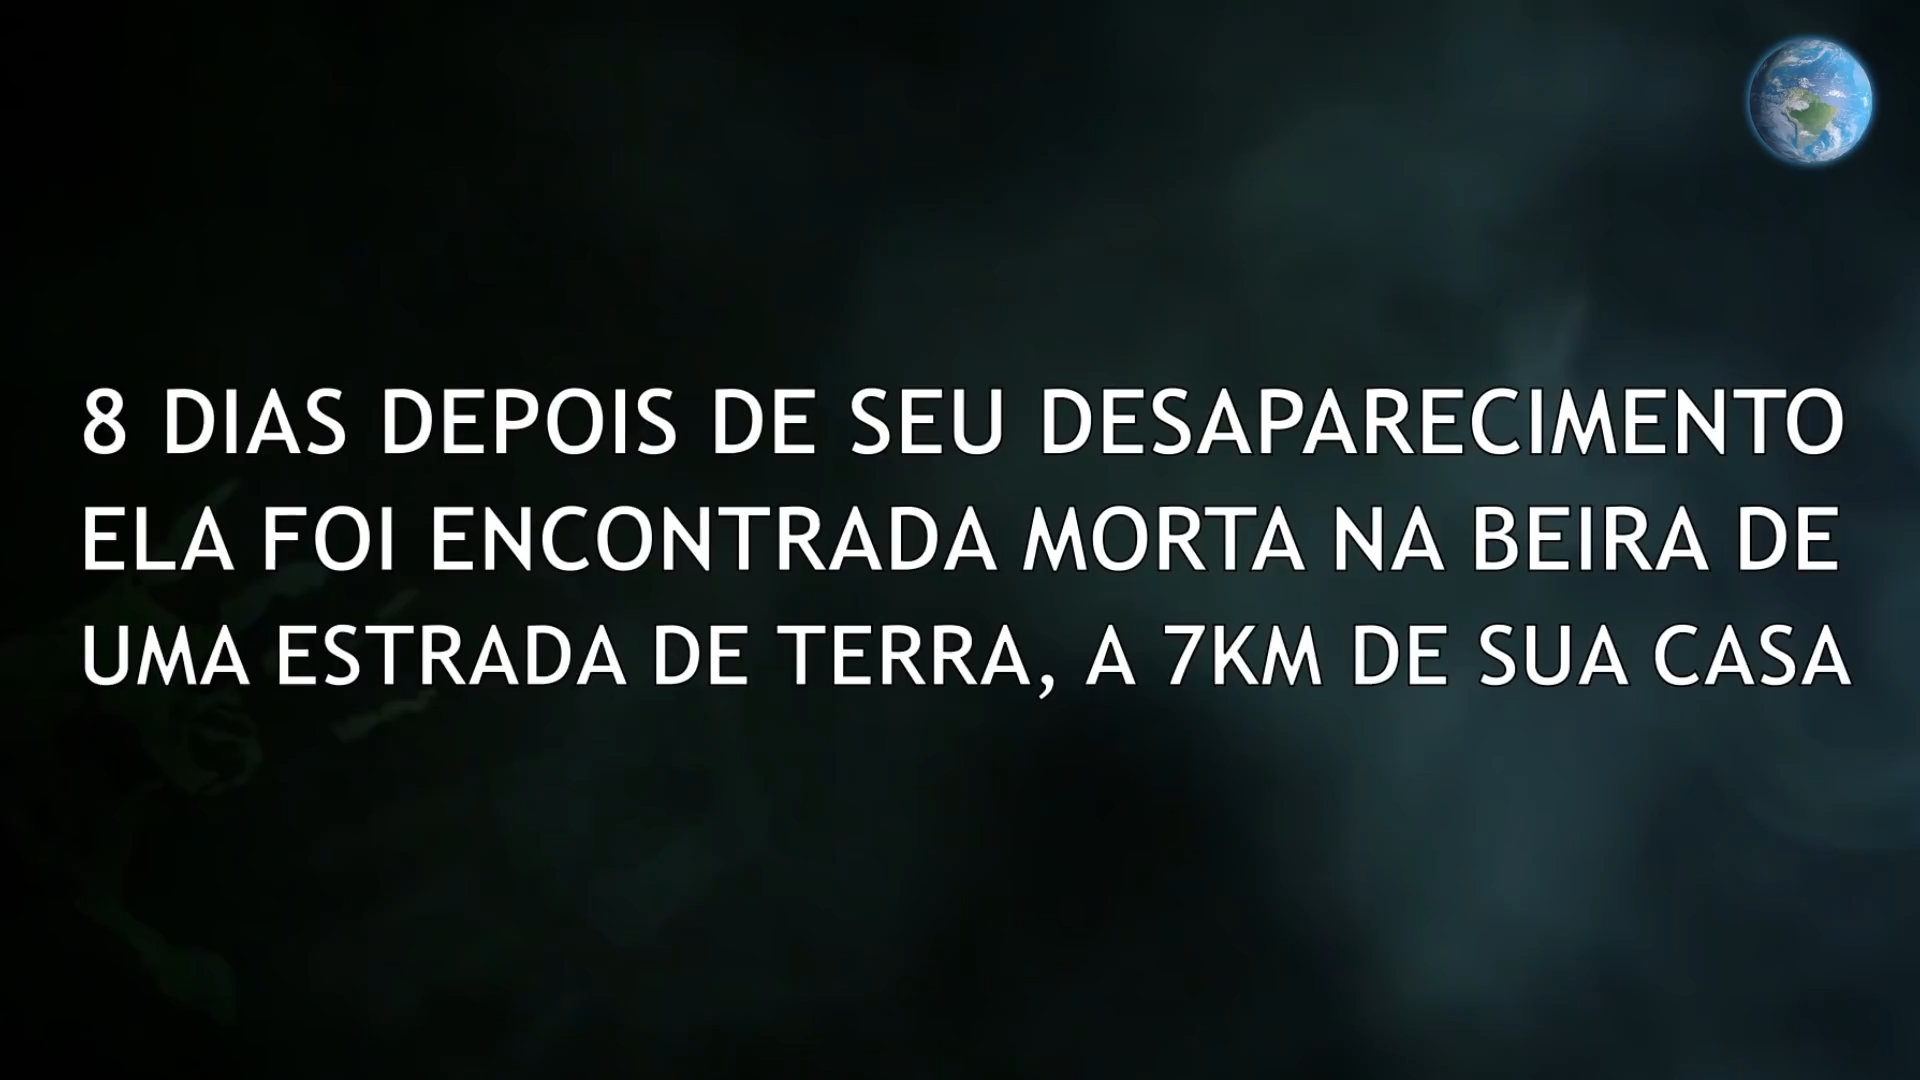 8 DIAS DEPOIS DE SEU DESAPARECIMENTO
ELA FOI ENCONTRADA MORTA NA BEIRA DE
UMA ESTRADA DE TERRA, A 7KM DE SUA CASA